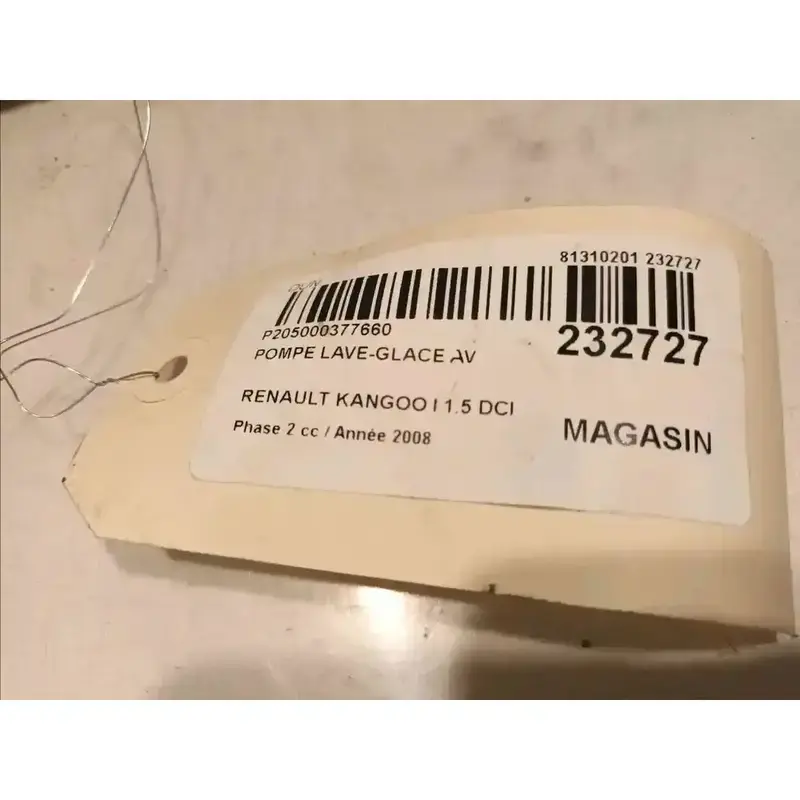 81310201 232727
P205000377660
232727
POMPE LAVE-GLACE AV
RENAULT KANGOO I 1.5 DCI
Phase 2 cc / Année 2008
MAGASIN